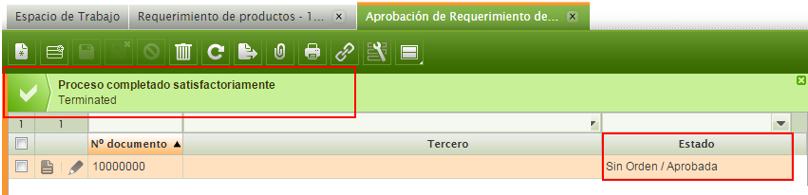 Espacio de Trabajo Requerimiento de productos - 1... x Aprobación de Requerimiento de... x
Proceso completado satisfactoriamente
Terminated
1 1
Nº documento Tercero Estado
10000000 Sin Orden / Aprobada